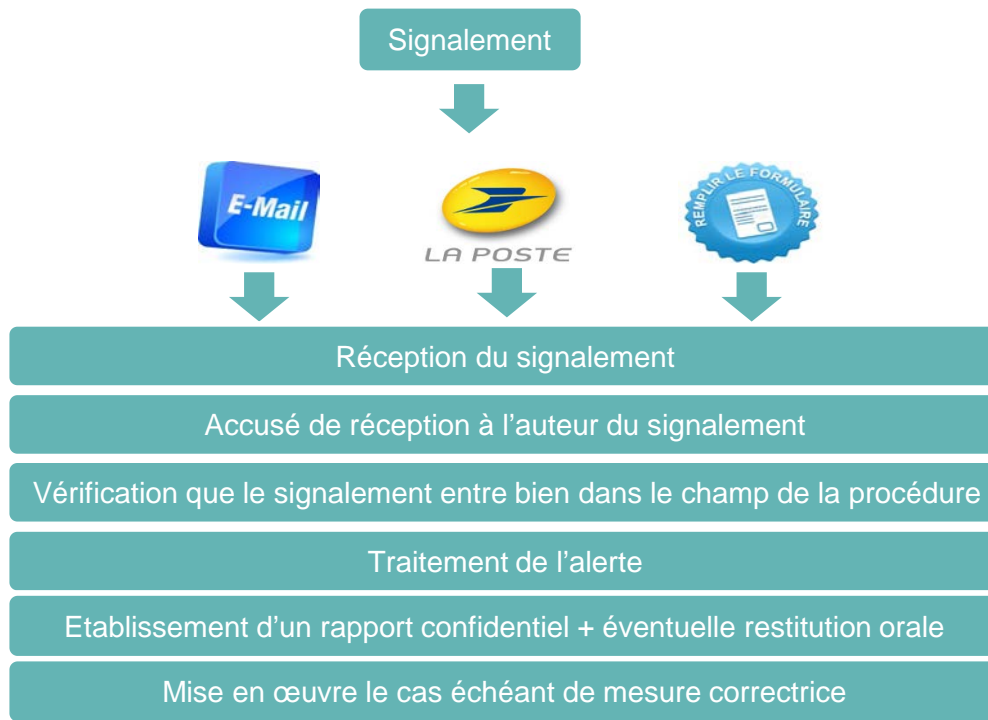 Signalement
E-Mail
LA POSTE
REMPLIR LE FORMULAIRE
Réception du signalement
Accusé de réception à l’auteur du signalement
Vérification que le signalement entre bien dans le champ de la procédure
Traitement de l’alerte
Etablissement d’un rapport confidentiel + éventuelle restitution orale
Mise en œuvre le cas échéant de mesure correctrice